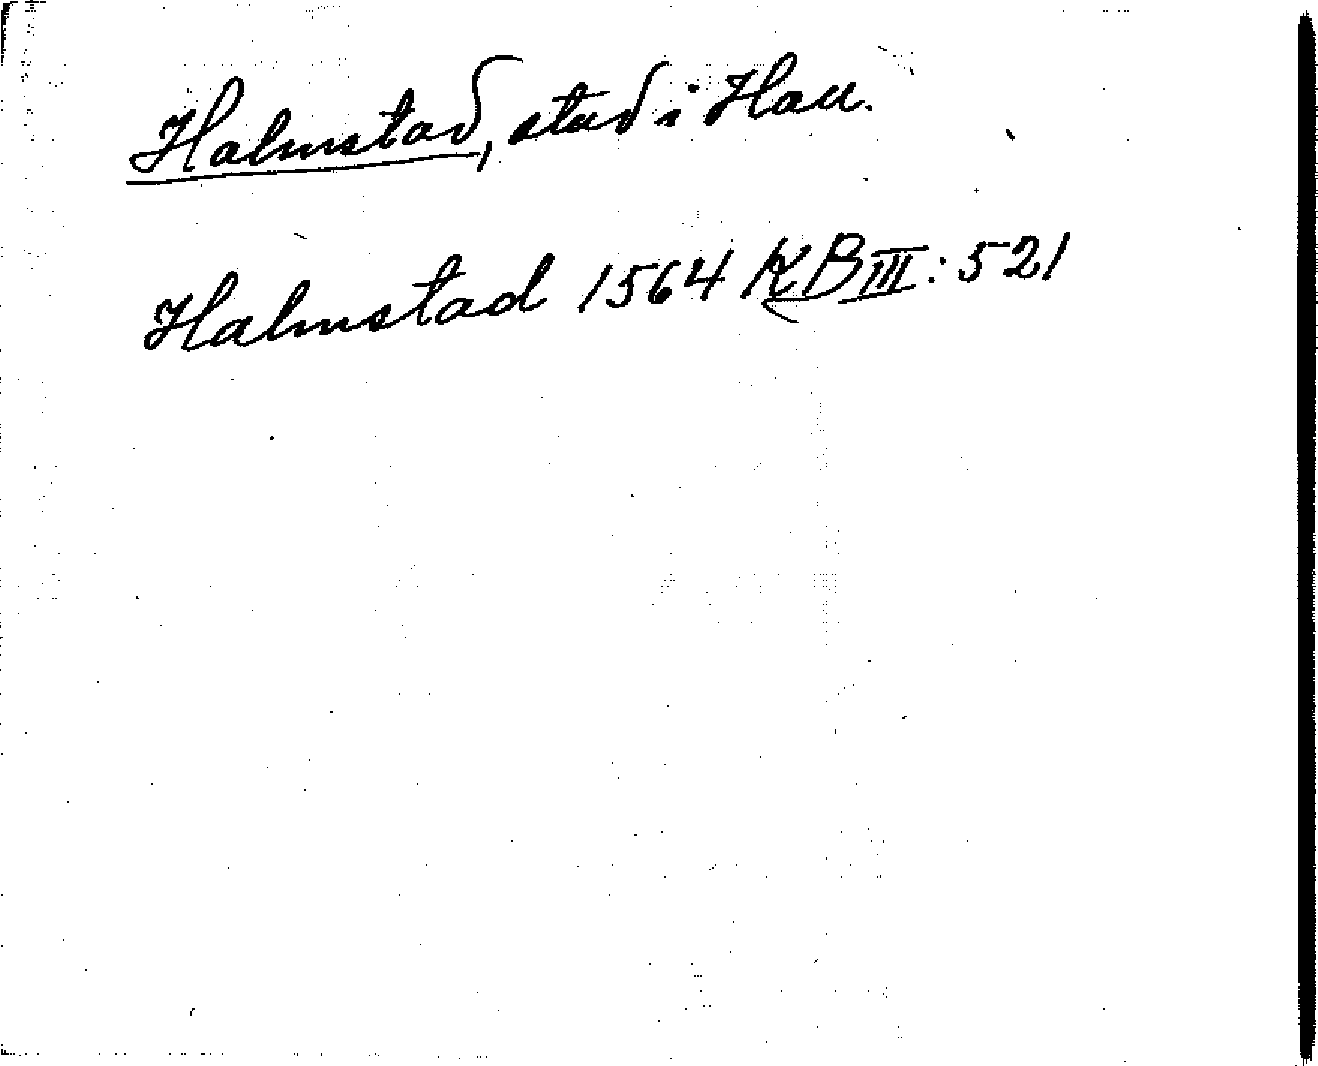 Halmstad, stad i Hall.
Halmstad 1564 KB III: 521